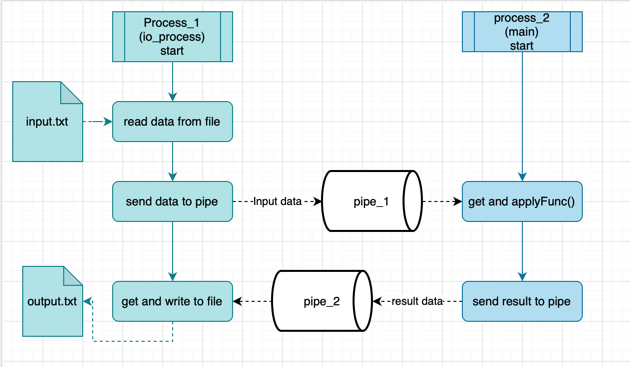 Process_1
(io_process)
start
process_2
(main)
start
input.txt
read data from file
send data to pipe
Input data
pipe_1
get and applyFunc()
output.txt
get and write to file
pipe_2
result data
send result to pipe